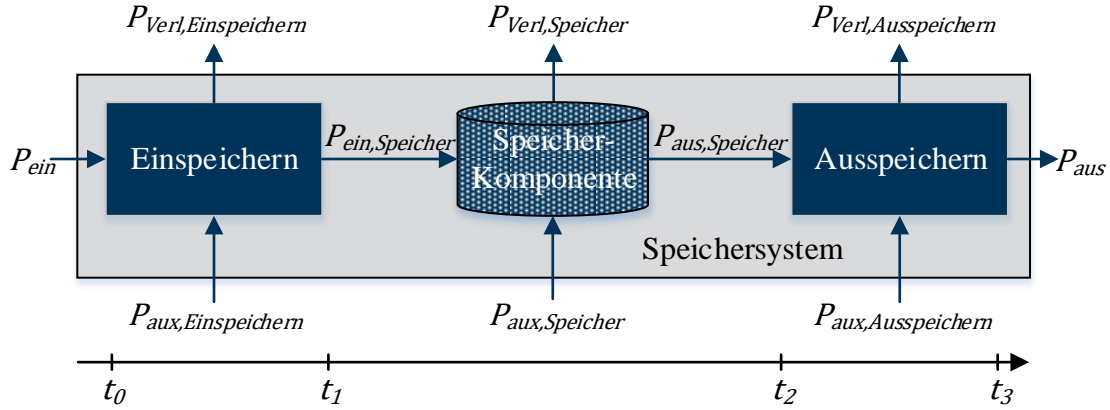 P_Verl,Einspeichern P_Verl,Speicher P_Verl,Ausspeichern
P_ein Einspeichern P_ein,Speicher Speicher-
Komponente P_aus,Speicher Ausspeichern P_aus
Speichersystem
P_aux,Einspeichern P_aux,Speicher P_aux,Ausspeichern
t_0 t_1 t_2 t_3